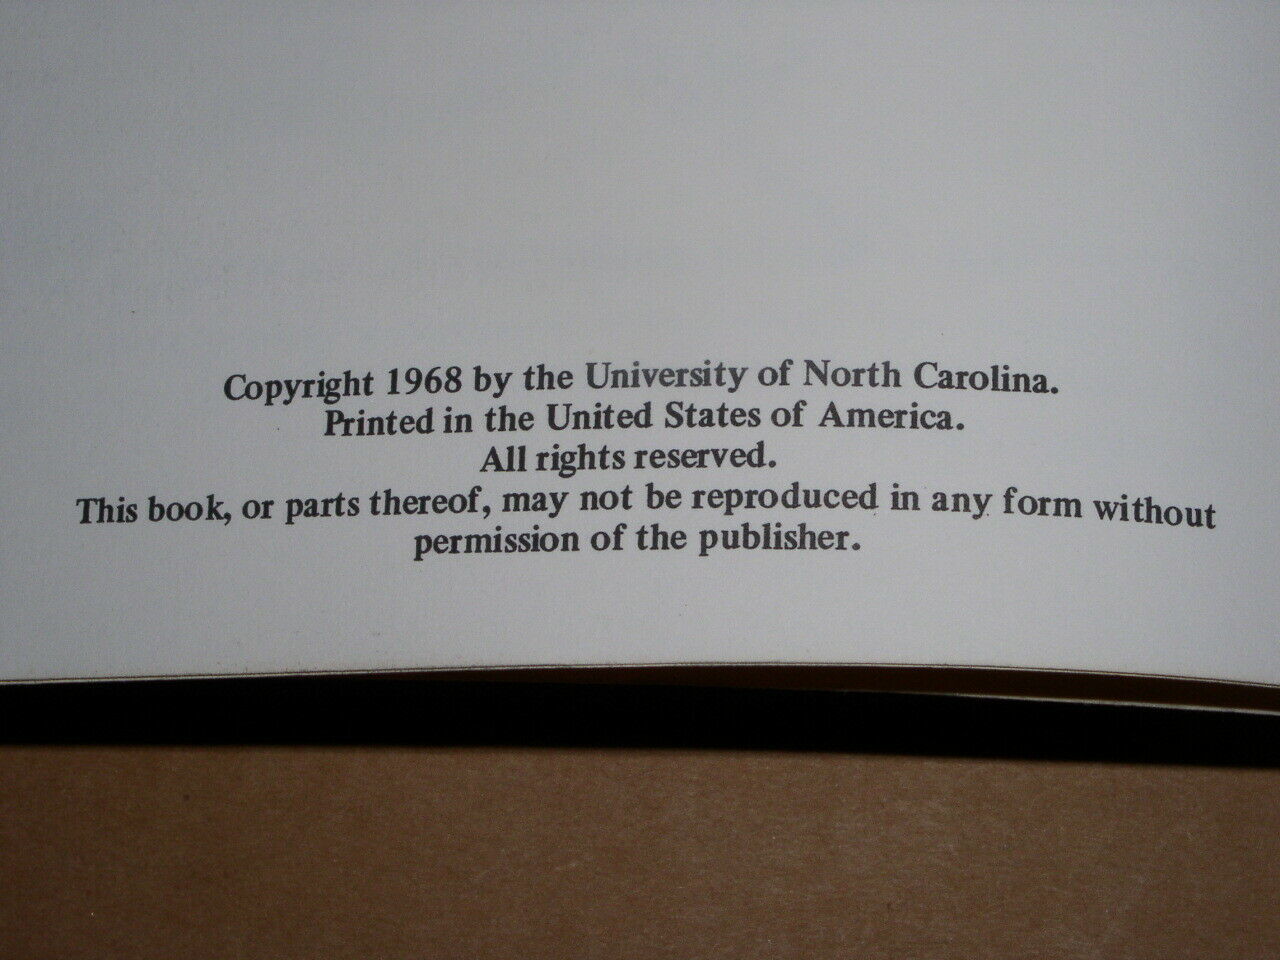 Copyright 1968 by the University of North Carolina.
Printed in the United States of America.
All rights reserved.
This book, or parts thereof, may not be reproduced in any form without
permission of the publisher.